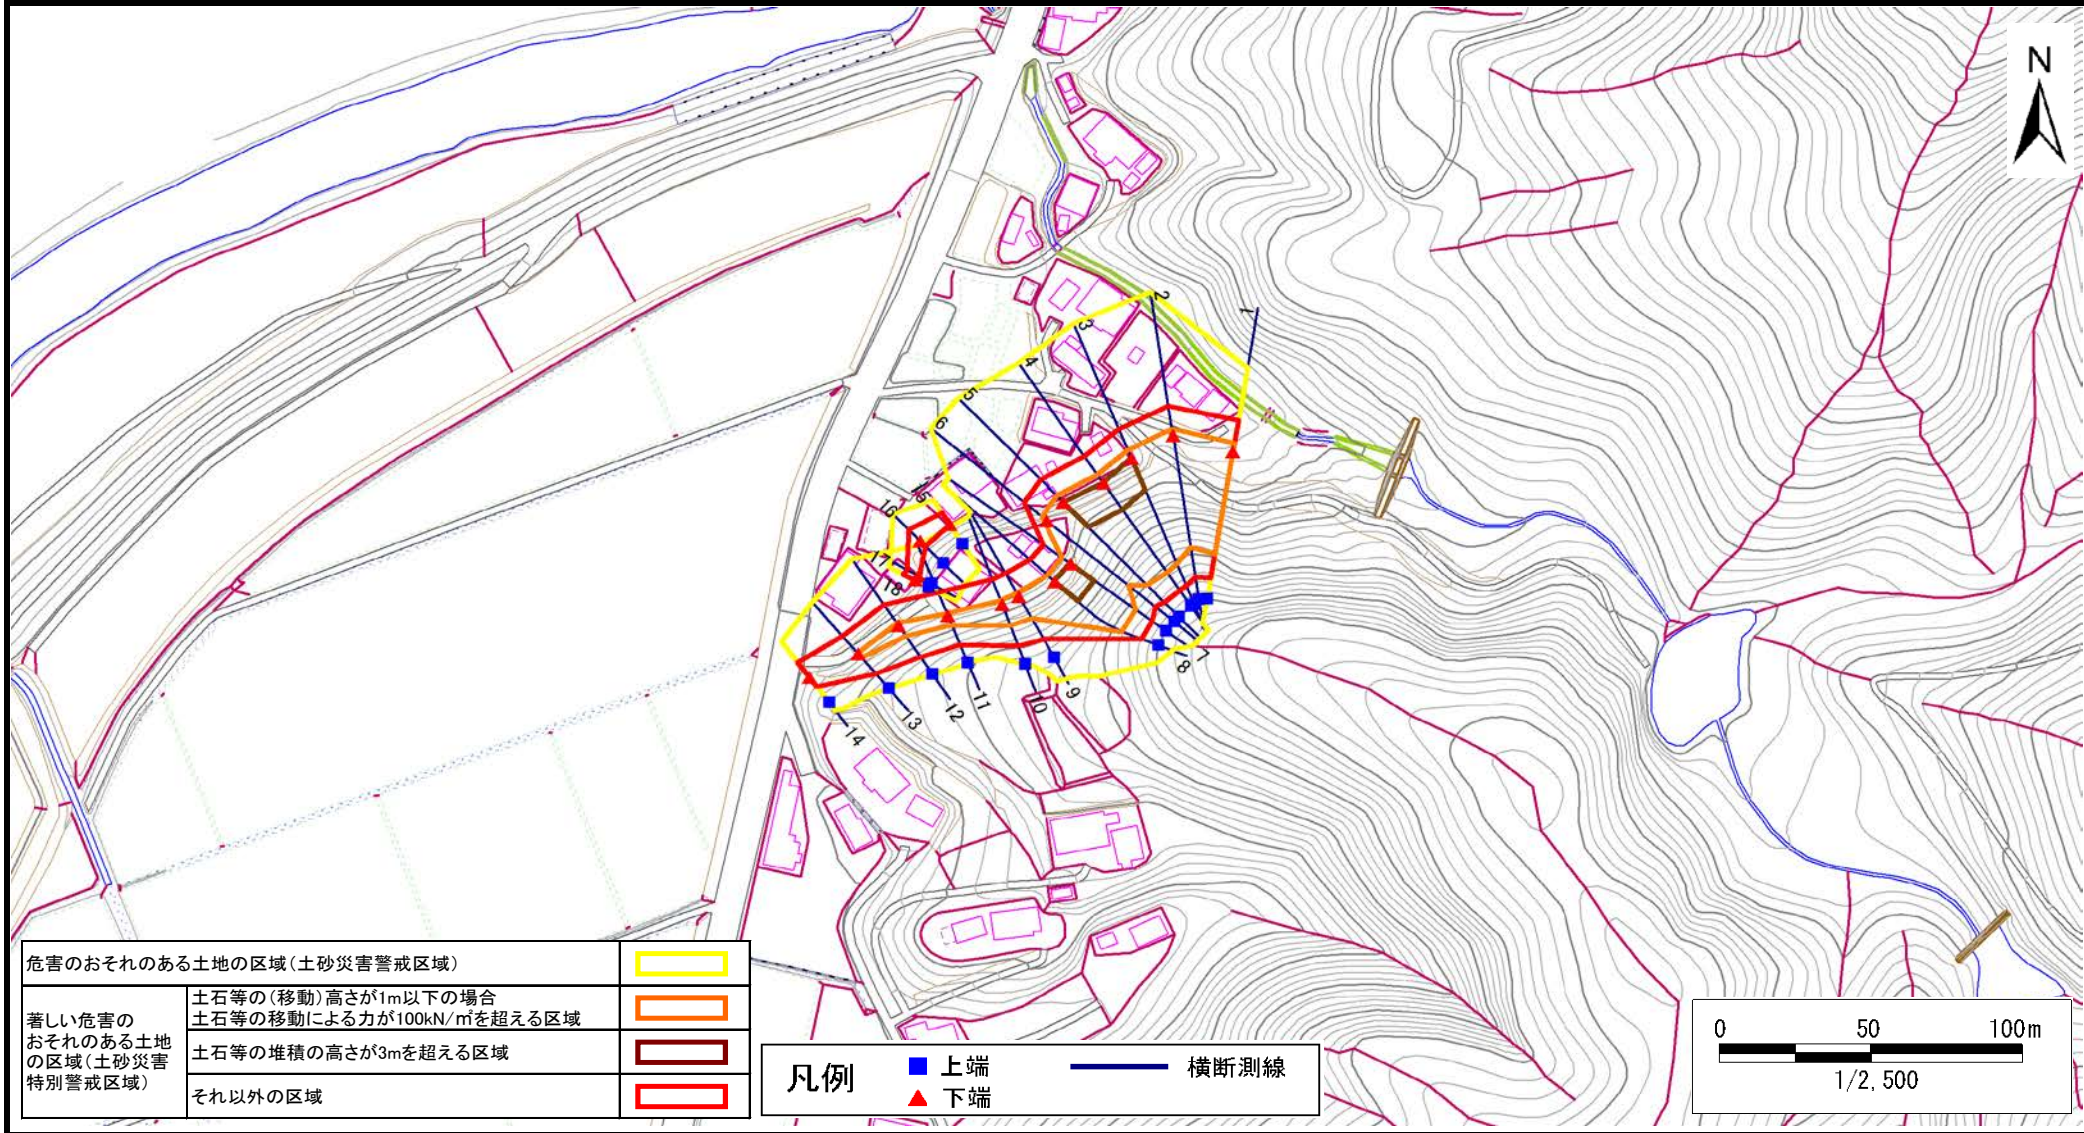 N
1
2
3
4
5
6
15
16
17
18
7
8
9
10
11
12
13
14
危害のおそれのある土地の区域(土砂災害警戒区域)
著しい危害の
おそれのある土地
の区域(土砂災害
特別警戒区域)
土石等の(移動)高さが1m以下の場合
土石等の移動による力が100kN/㎡を超える区域
土石等の堆積の高さが3mを超える区域
それ以外の区域
凡例
上端
下端
横断測線
0 50 100m
1/2,500